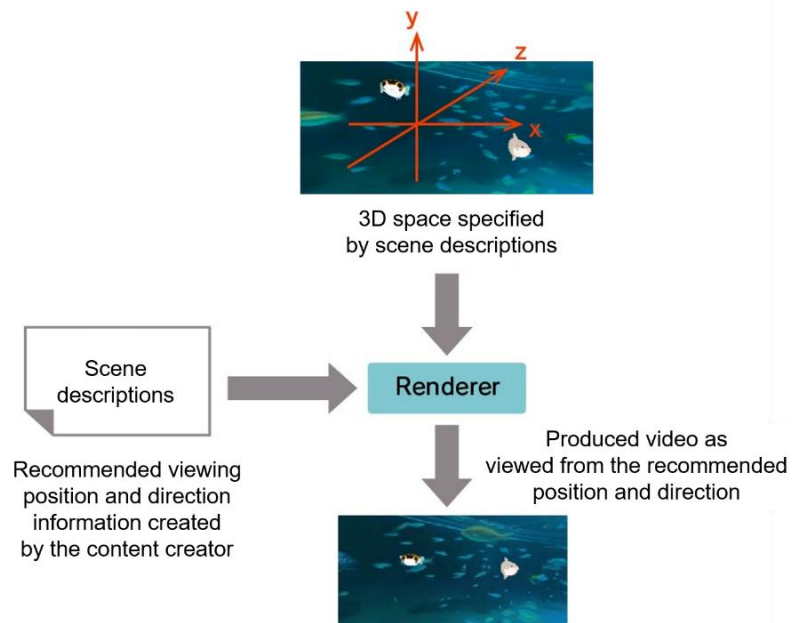 y
z
x
3D space specified
by scene descriptions
Scene
descriptions
Renderer
Recommended viewing
position and direction
information created
by the content creator
Produced video as
viewed from the recommended
position and direction